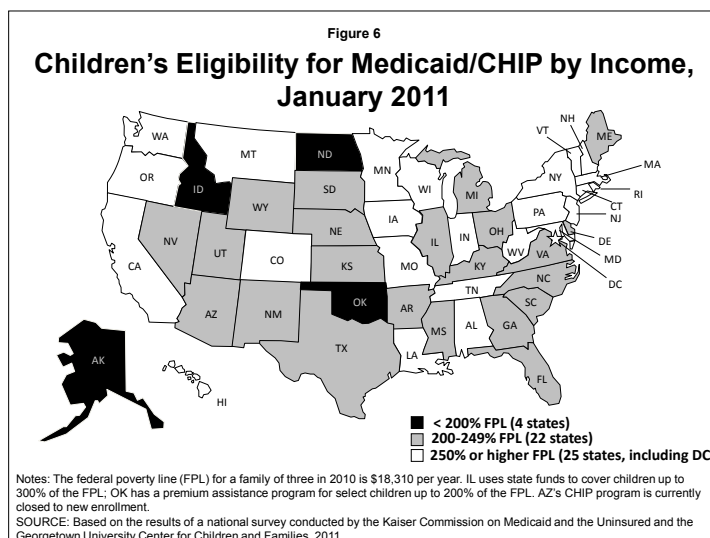 Figure 6
Children's Eligibility for Medicaid/CHIP by Income,
January 2011
WA
MT
ND
MN
VT
NH
ME
OR
ID
SD
WI
MI
NY
MA
WY
RI
IA
PA
CT
NJ
NV
NE
IL
IN
OH
DE
UT
CO
KS
MO
WV
VA
MD
CA
KY
NC
DC
AZ
NM
OK
AR
TN
SC
TX
MS
AL
GA
LA
AK
FL
HI
< 200% FPL (4 states)
200-249% FPL (22 states)
250% or higher FPL (25 states, including DC
Notes: The federal poverty line (FPL) for a family of three in 2010 is $18,310 per year. IL uses state funds to cover children up to
300% of the FPL; OK has a premium assistance program for select children up to 200% of the FPL. AZ's CHIP program is currently
closed to new enrollment.
SOURCE: Based on the results of a national survey conducted by the Kaiser Commission on Medicaid and the Uninsured and the
Georgetown University Center for Children and Families, 2011.